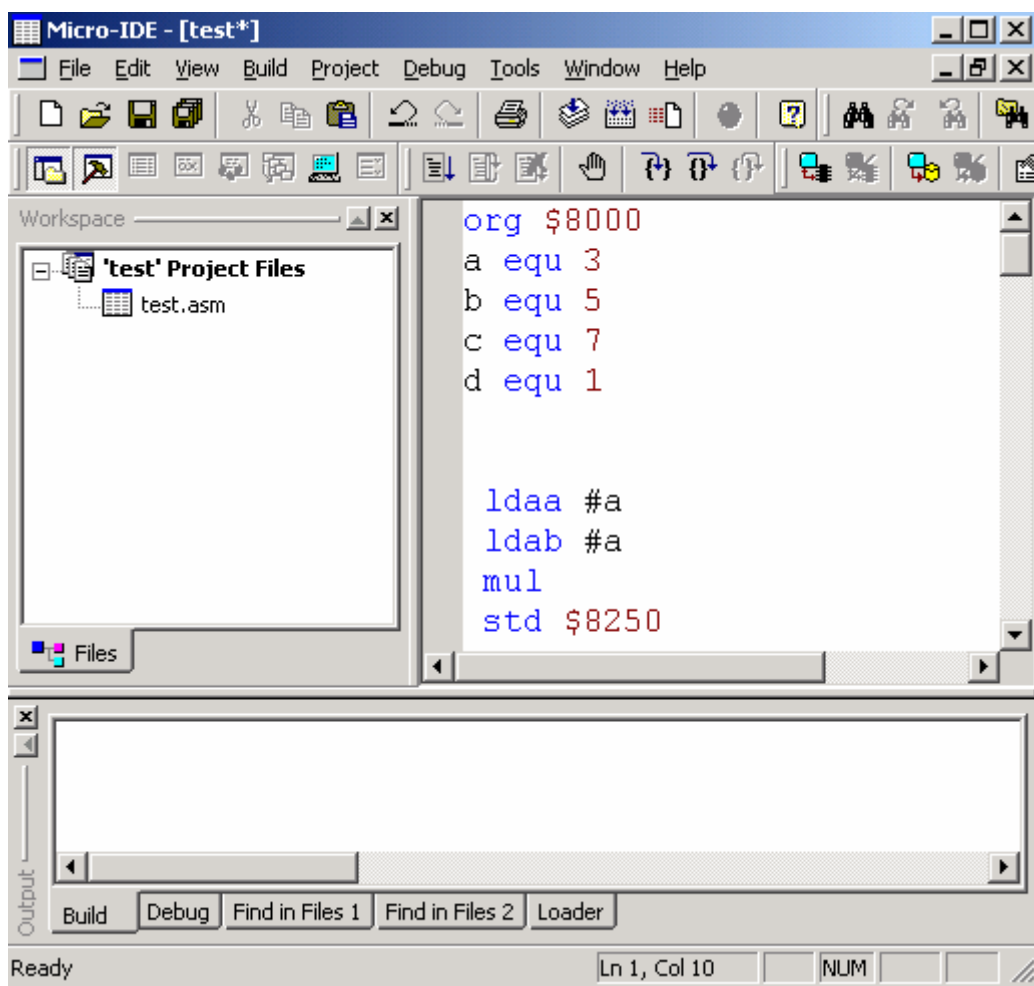 Micro-IDE - [test*]
File Edit View Build Project Debug Tools Window Help
Workspace
'test' Project Files
test.asm
Files
org $8000
a equ 3
b equ 5
c equ 7
d equ 1
ldaa #a
ldab #a
mul
std $8250
Output
Build Debug Find in Files 1 Find in Files 2 Loader
Ready Ln 1, Col 10 NUM